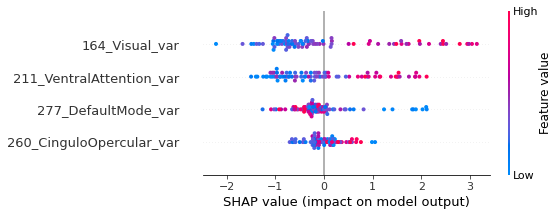 High
164_Visual_var
211_VentralAttention_var
277_DefaultMode_var
260_CinguloOpercular_var
Feature value
Low
−2 −1 0 1 2 3
SHAP value (impact on model output)